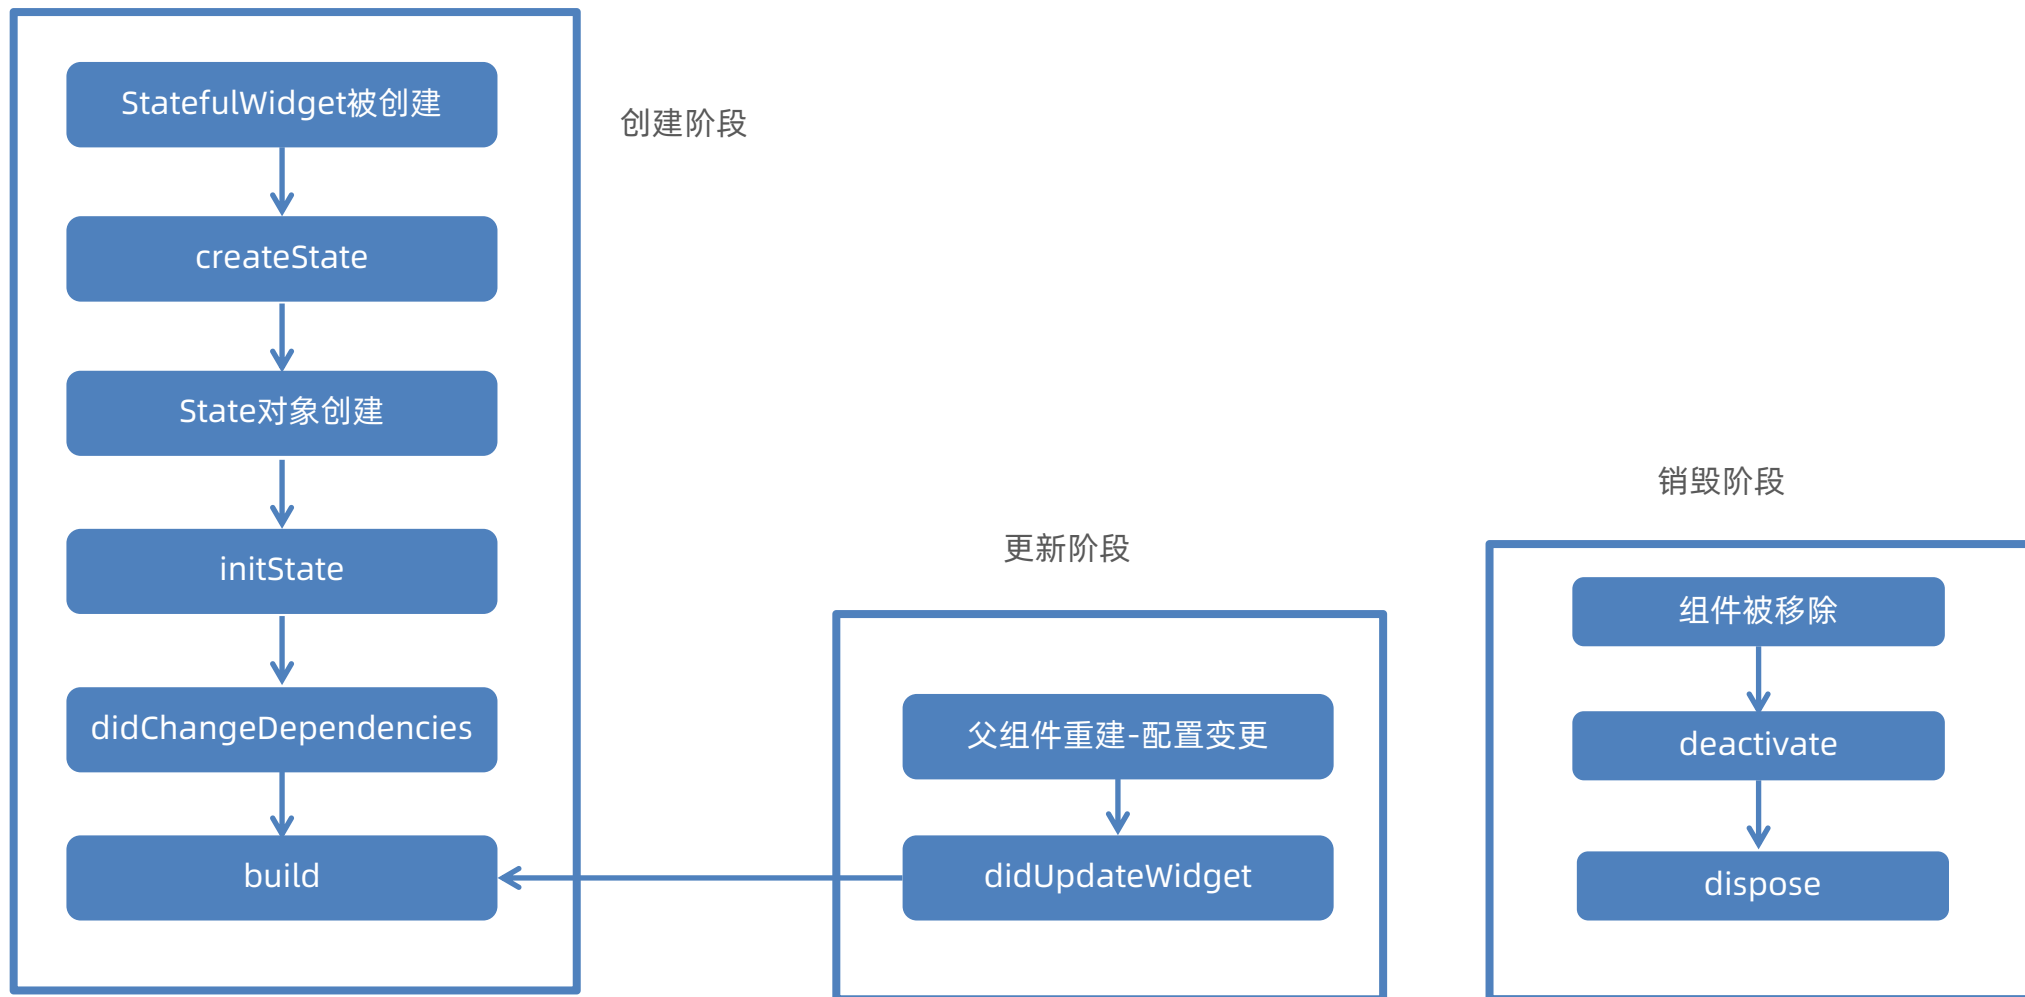 StatefulWidget被创建
创建阶段
createState
State对象创建
initState
didChangeDependencies
build
更新阶段
父组件重建-配置变更
didUpdateWidget
销毁阶段
组件被移除
deactivate
dispose